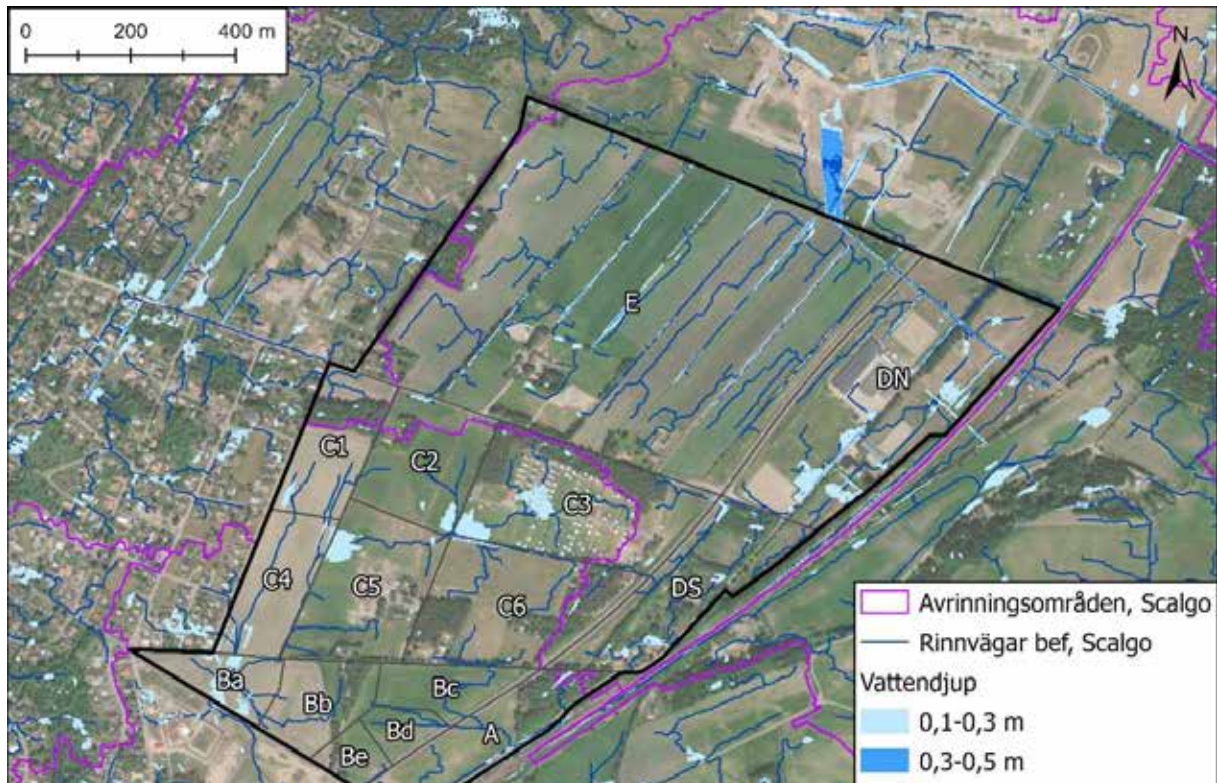 0 200 400 m
N
E
DN
C1
C2
C3
C4
C5
C6
DS
Ba
Bb
Bc
Bd
Be
A
Avrinningsområden, Scalgo
Rinnvägar bef, Scalgo
Vattendjup
0,1-0,3 m
0,3-0,5 m